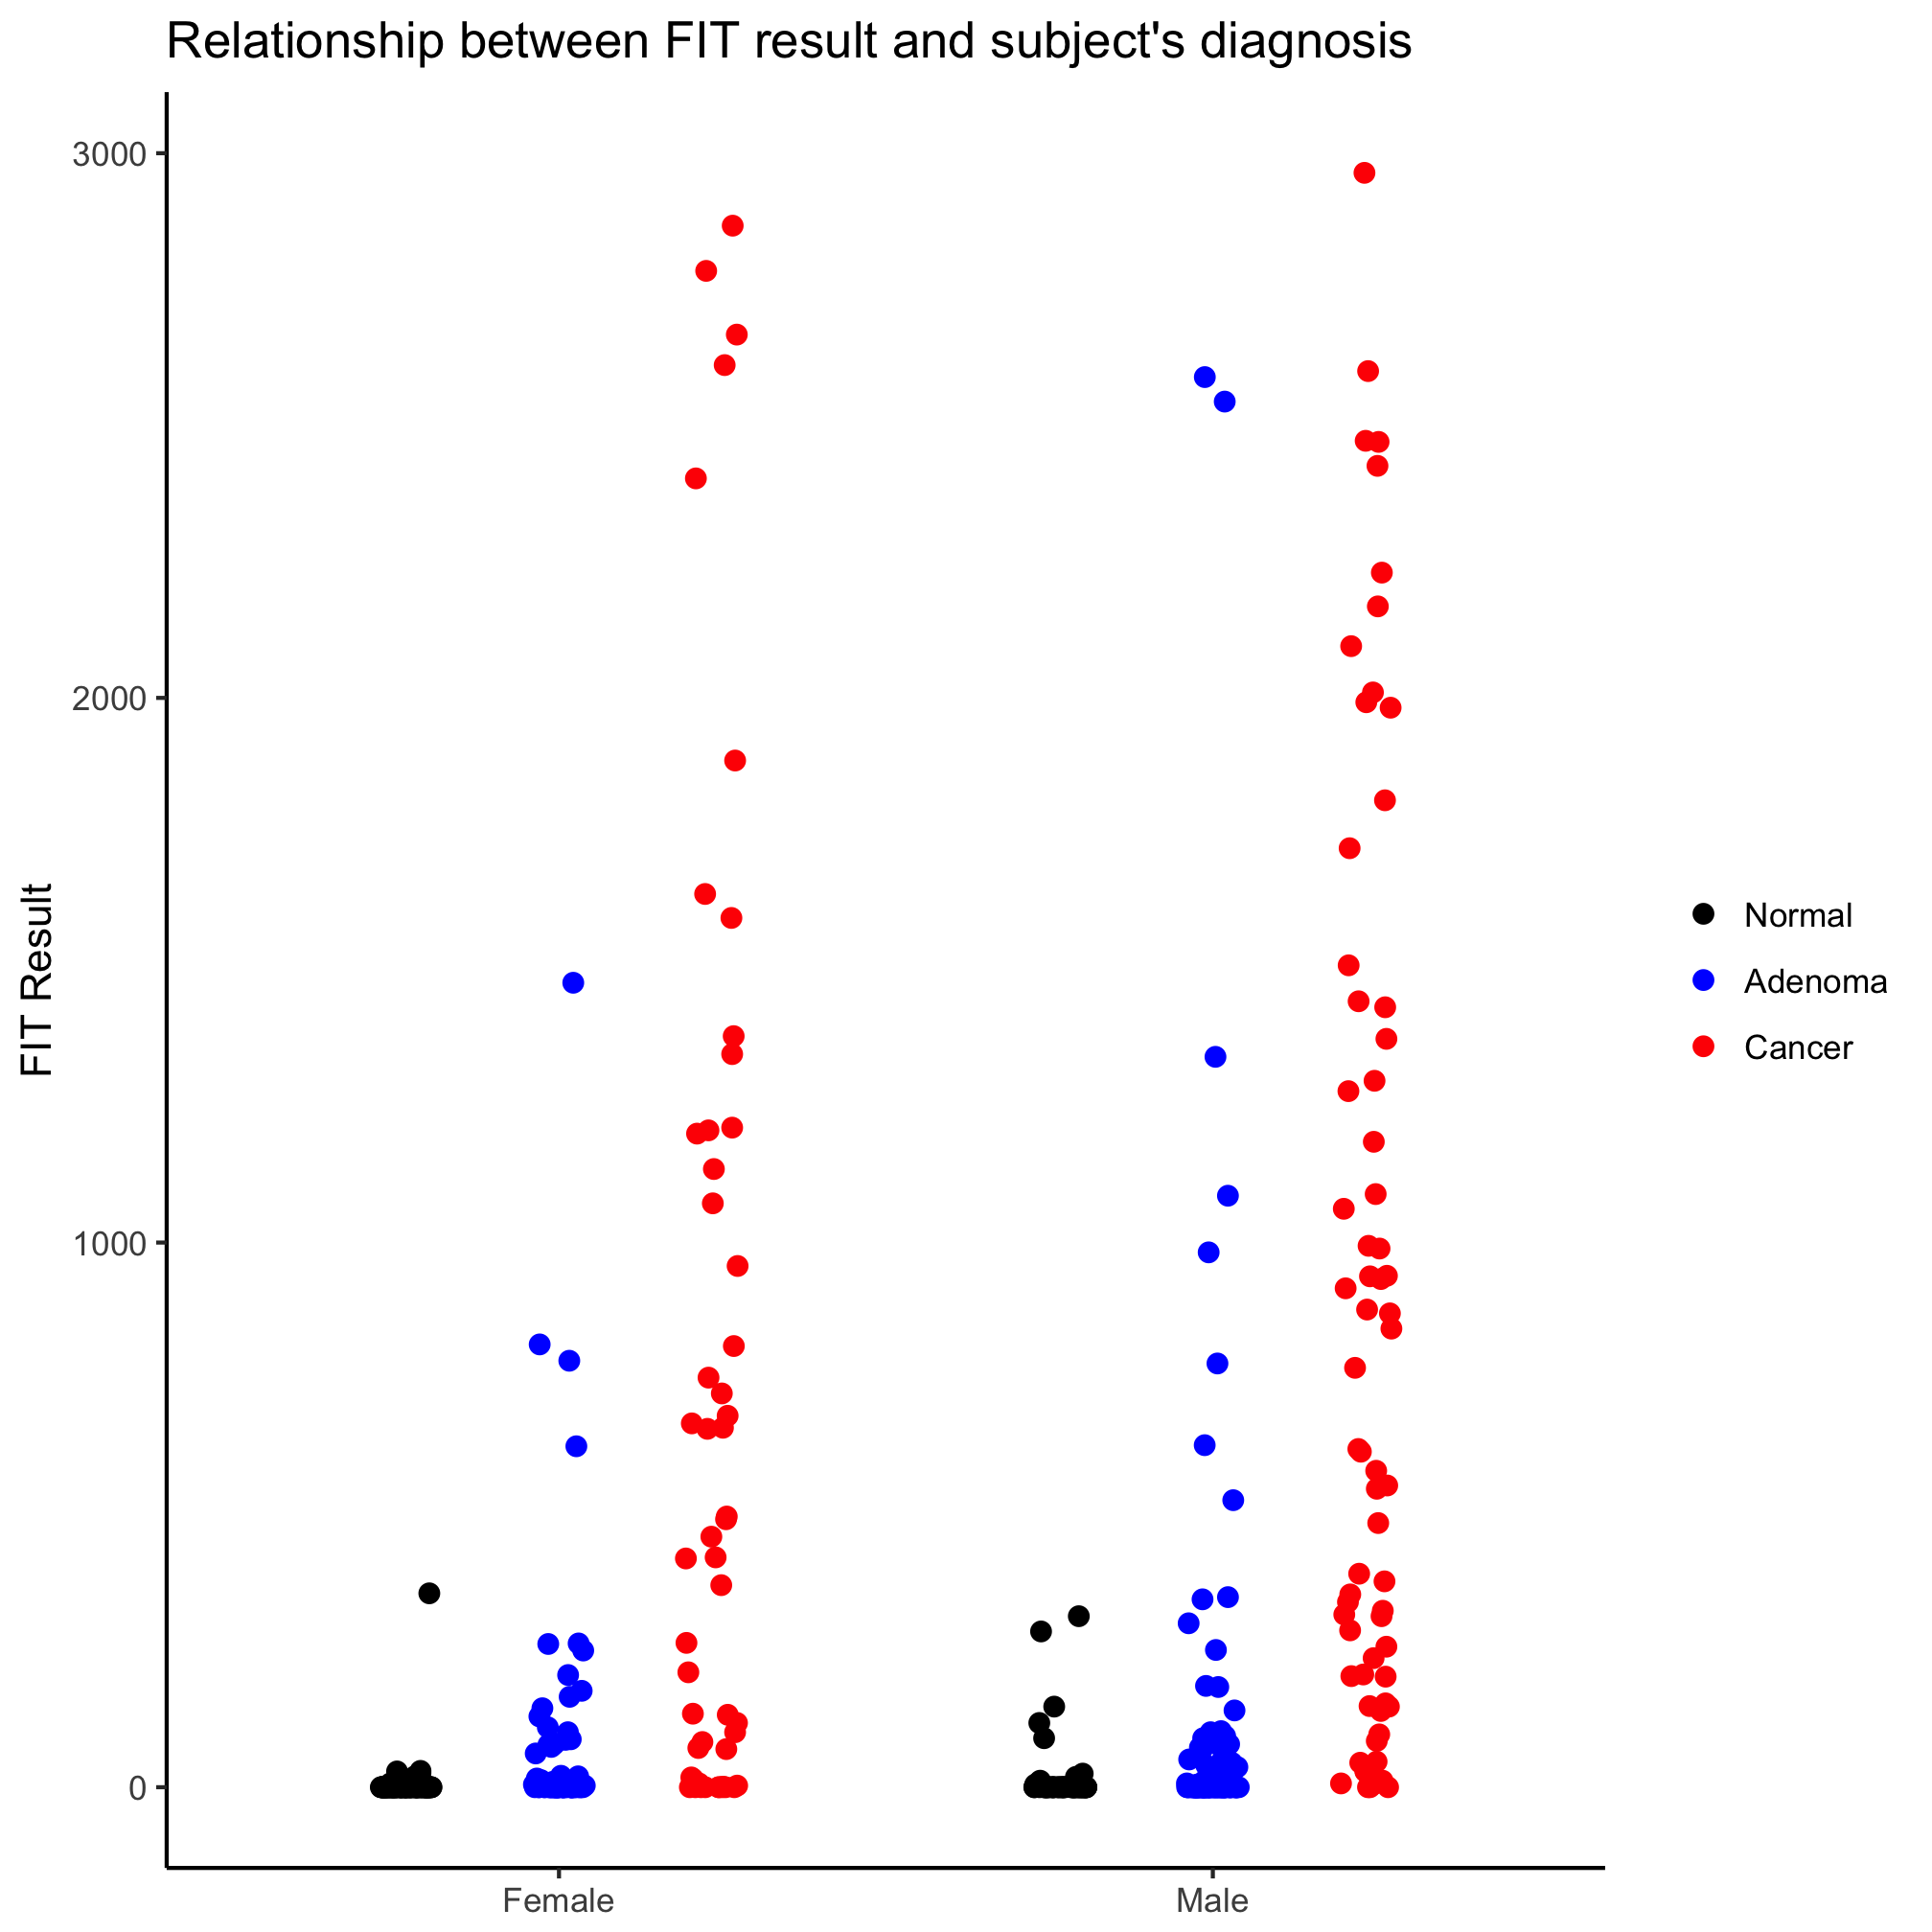 Relationship between FIT result and subject's diagnosis
3000
2000
1000
0
FIT Result
Female
Male
Normal
Adenoma
Cancer